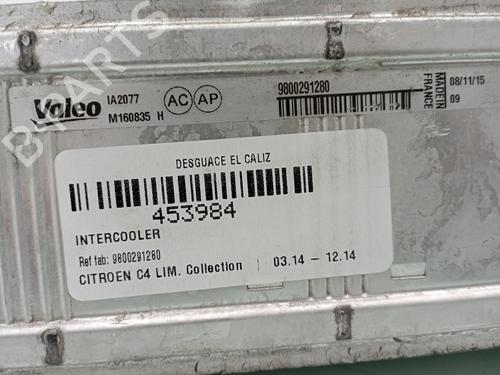 Valeo
IA2077
M160835 H
AC AP
9800291280
MADE IN
FRANCE
08/11/15
09
DESGUACE EL CALIZ
453984
INTERCOOLER
Ref fab: 9800291280
CITROEN C4 LIM. Collection | 03.14 – 12.14
B-PARTS